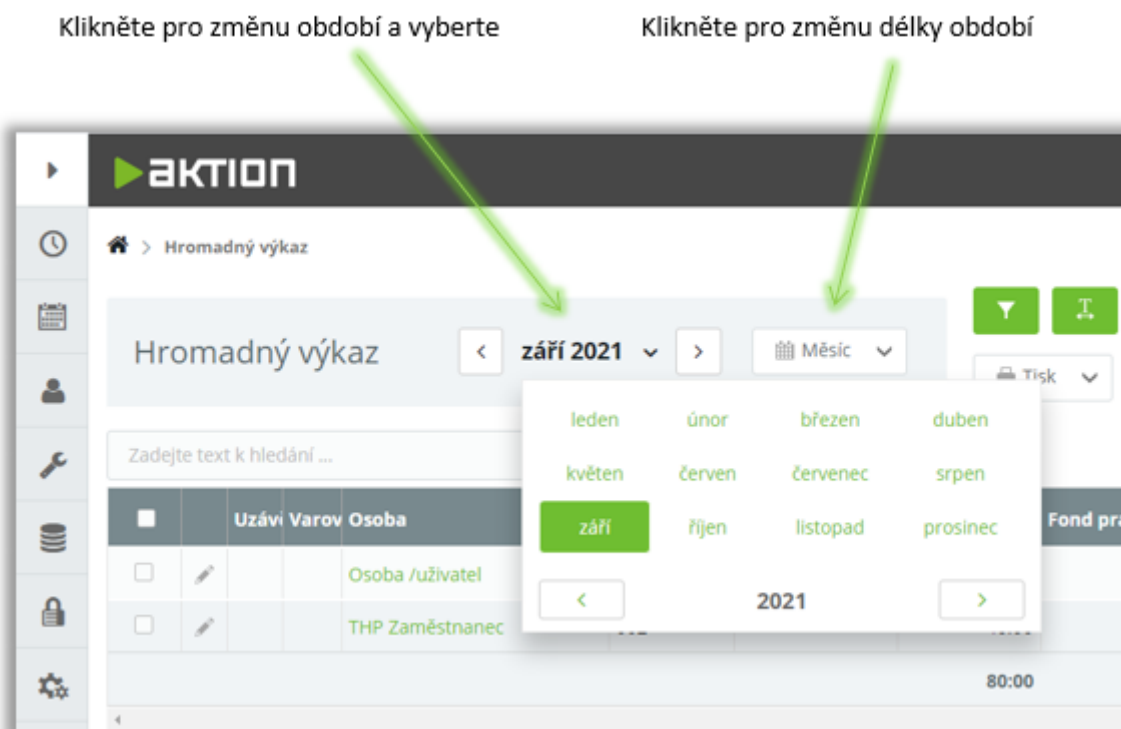 Klikněte pro změnu období a vyberte
Klikněte pro změnu délky období
aktion
Hromadný výkaz
Hromadný výkaz
září 2021
Měsíc
Tisk
leden únor březen duben
Zadejte text k hledání ...
květen červen červenec srpen
Uzávě Varov Osoba
Fond pra
září říjen listopad prosinec
Osoba /uživatel
2021
THP Zaměstnanec
80:00